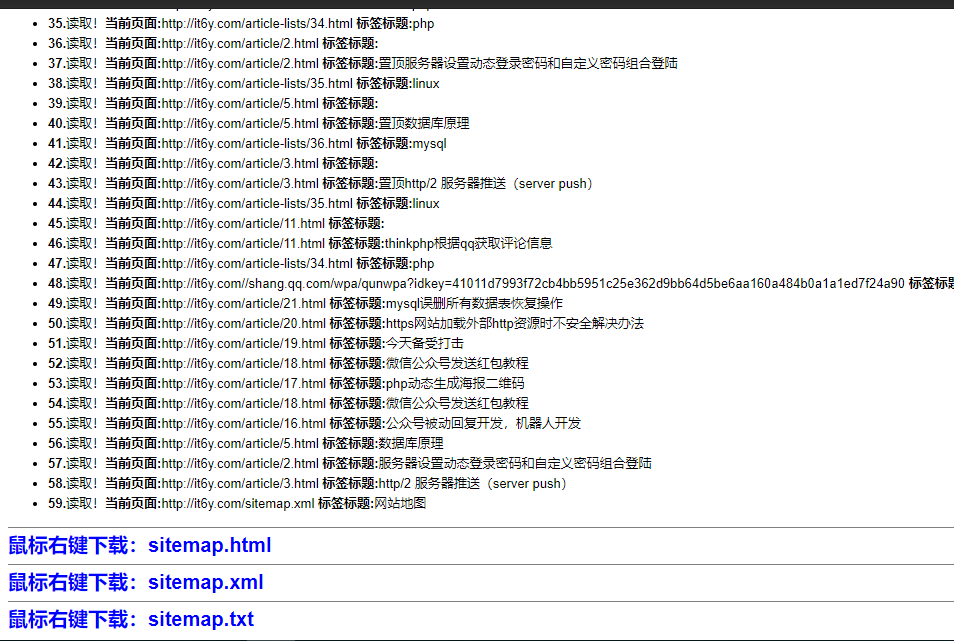 35.读取！当前页面:http://it6y.com/article-lists/34.html 标签标题:php
36.读取！当前页面:http://it6y.com/article/2.html 标签标题:
37.读取！当前页面:http://it6y.com/article/2.html 标签标题:置顶服务器设置动态登录密码和自定义密码组合登陆
38.读取！当前页面:http://it6y.com/article-lists/35.html 标签标题:linux
39.读取！当前页面:http://it6y.com/article/5.html 标签标题:
40.读取！当前页面:http://it6y.com/article/5.html 标签标题:置顶数据库原理
41.读取！当前页面:http://it6y.com/article-lists/36.html 标签标题:mysql
42.读取！当前页面:http://it6y.com/article/3.html 标签标题:
43.读取！当前页面:http://it6y.com/article/3.html 标签标题:置顶http/2 服务器推送（server push）
44.读取！当前页面:http://it6y.com/article-lists/35.html 标签标题:linux
45.读取！当前页面:http://it6y.com/article/11.html 标签标题:
46.读取！当前页面:http://it6y.com/article/11.html 标签标题:thinkphp根据qq获取评论信息
47.读取！当前页面:http://it6y.com/article-lists/34.html 标签标题:php
48.读取！当前页面:http://it6y.com//shang.qq.com/wpa/qunwpa?idkey=41011d7993f72cb4bb5951c25e362d9bb64d5be6aa160a484b0a1a1ed7f24a90 标签标题
49.读取！当前页面:http://it6y.com/article/21.html 标签标题:mysql误删所有数据表恢复操作
50.读取！当前页面:http://it6y.com/article/20.html 标签标题:https网站加载外部http资源时不安全解决办法
51.读取！当前页面:http://it6y.com/article/19.html 标签标题:今天备受打击
52.读取！当前页面:http://it6y.com/article/18.html 标签标题:微信公众号发送红包教程
53.读取！当前页面:http://it6y.com/article/17.html 标签标题:php动态生成海报二维码
54.读取！当前页面:http://it6y.com/article/18.html 标签标题:微信公众号发送红包教程
55.读取！当前页面:http://it6y.com/article/16.html 标签标题:公众号被动回复开发，机器人开发
56.读取！当前页面:http://it6y.com/article/5.html 标签标题:数据库原理
57.读取！当前页面:http://it6y.com/article/2.html 标签标题:服务器设置动态登录密码和自定义密码组合登陆
58.读取！当前页面:http://it6y.com/article/3.html 标签标题:http/2 服务器推送（server push）
59.读取！当前页面:http://it6y.com/sitemap.xml 标签标题:网站地图
鼠标右键下载：sitemap.html
鼠标右键下载：sitemap.xml
鼠标右键下载：sitemap.txt